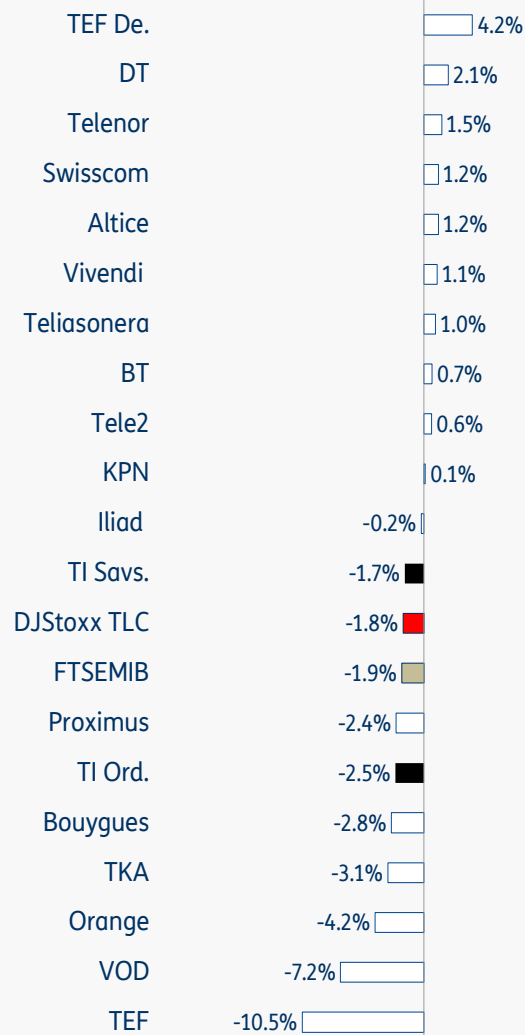 TEF De. 4.2%
DT 2.1%
Telenor 1.5%
Swisscom 1.2%
Altice 1.2%
Vivendi 1.1%
Teliasonera 1.0%
BT 0.7%
Tele2 0.6%
KPN 0.1%
Iliad -0.2%
TI Savs. -1.7%
DJStoxx TLC -1.8%
FTSEMIB -1.9%
Proximus -2.4%
TI Ord. -2.5%
Bouygues -2.8%
TKA -3.1%
Orange -4.2%
VOD -7.2%
TEF -10.5%